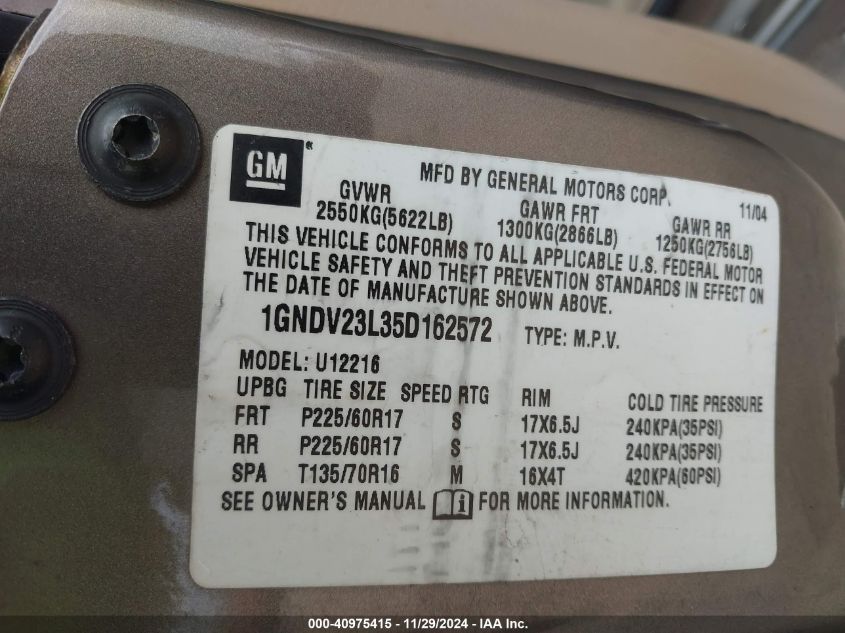 GM®
MFD BY GENERAL MOTORS CORP. 11/04
GVWR GAWR FRT GAWR RR
2550KG(5622LB) 1300KG(2866LB) 1250KG(2756LB)
THIS VEHICLE CONFORMS TO ALL APPLICABLE U.S. FEDERAL MOTOR
VEHICLE SAFETY AND THEFT PREVENTION STANDARDS IN EFFECT ON
THE DATE OF MANUFACTURE SHOWN ABOVE.
1GNDV23L35D162572 TYPE: M.P.V.
MODEL: U12216
UPBG TIRE SIZE SPEED RTG RIM COLD TIRE PRESSURE
FRT P225/60R17 S 17X6.5J 240KPA(35PSI)
RR P225/60R17 S 17X6.5J 240KPA(35PSI)
SPA T135/70R16 M 16X4T 420KPA(60PSI)
SEE OWNER'S MANUAL i FOR MORE INFORMATION.
000-40975415 - 11/29/2024 - IAA Inc.